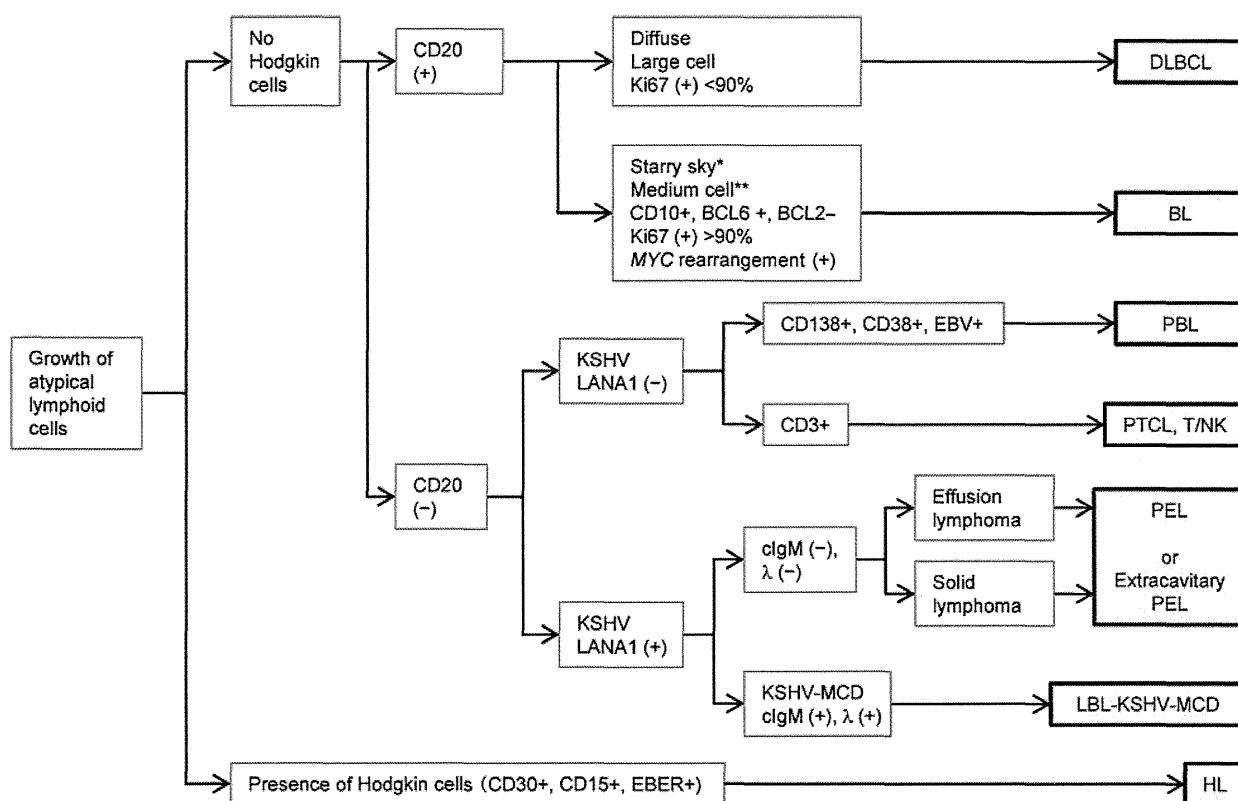 No
Hodgkin
cells
CD20
(+)
Diffuse
Large cell
Ki67 (+) <90%
DLBCL
Starry sky*
Medium cell**
CD10+, BCL6 +, BCL2−
Ki67 (+) >90%
MYC rearrangement (+)
BL
Growth of
atypical
lymphoid
cells
CD20
(−)
KSHV
LANA1 (−)
CD138+, CD38+, EBV+
PBL
CD3+
PTCL, T/NK
KSHV
LANA1 (+)
cIgM (−),
λ (−)
Effusion
lymphoma
Solid
lymphoma
PEL
or
Extracavitary
PEL
KSHV-MCD
cIgM (+), λ (+)
LBL-KSHV-MCD
Presence of Hodgkin cells (CD30+, CD15+, EBER+)
HL